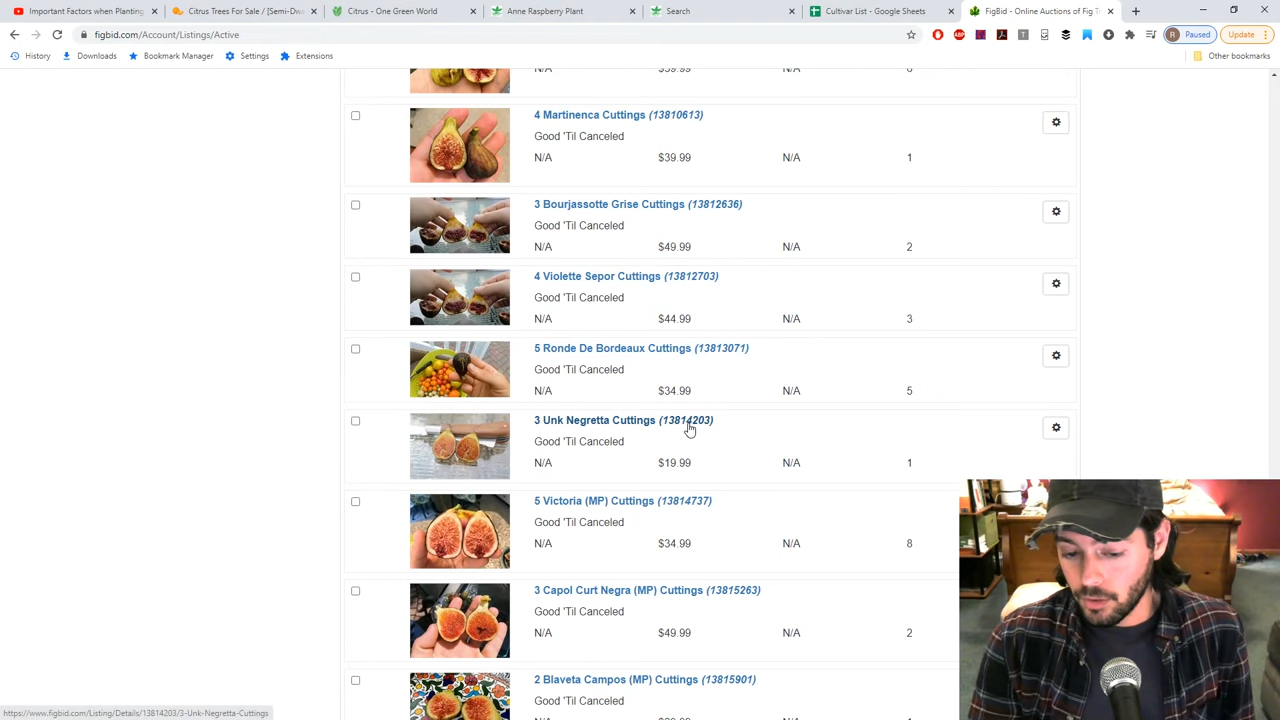 Important Factors when Planting
Citrus Trees For Sale / [Semi-Dwa
Citrus - One Green World
Anne Raspberry Plant
Search
Cultivar List - Google Sheets
FigBid - Online Auctions of Fig T
figbid.com/Account/Listings/Active
ABP
R Paused
Update
History
Downloads
Bookmark Manager
Settings
Extensions
Other bookmarks
N/A $39.99 N/A
4 Martinenca Cuttings (13810613)
Good 'Til Canceled
N/A $39.99 N/A 1
3 Bourjassotte Grise Cuttings (13812636)
Good 'Til Canceled
N/A $49.99 N/A 2
4 Violette Sepor Cuttings (13812703)
Good 'Til Canceled
N/A $44.99 N/A 3
5 Ronde De Bordeaux Cuttings (13813071)
Good 'Til Canceled
N/A $34.99 N/A 5
3 Unk Negretta Cuttings (13814203)
Good 'Til Canceled
N/A $19.99 N/A 1
5 Victoria (MP) Cuttings (13814737)
Good 'Til Canceled
N/A $34.99 N/A 8
3 Capol Curt Negra (MP) Cuttings (13815263)
Good 'Til Canceled
N/A $49.99 N/A 2
2 Blaveta Campos (MP) Cuttings (13815901)
Good 'Til Canceled
https://www.figbid.com/Listing/Details/13814203/3-Unk-Negretta-Cuttings